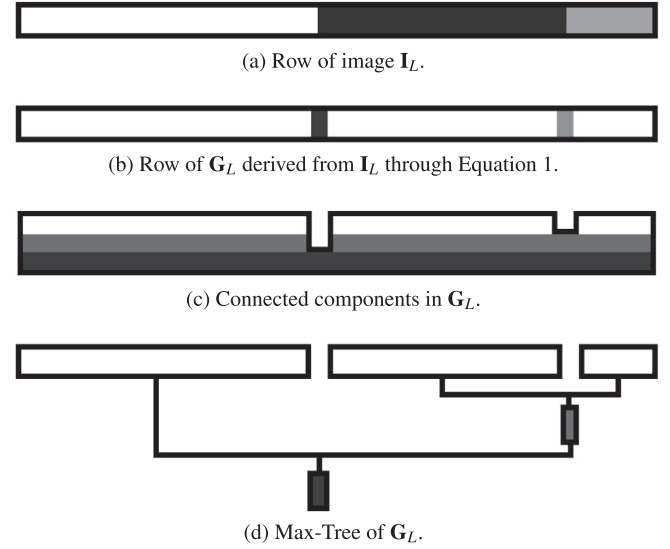 (a) Row of image I_L.
(b) Row of G_L derived from I_L through Equation 1.
(c) Connected components in G_L.
(d) Max-Tree of G_L.